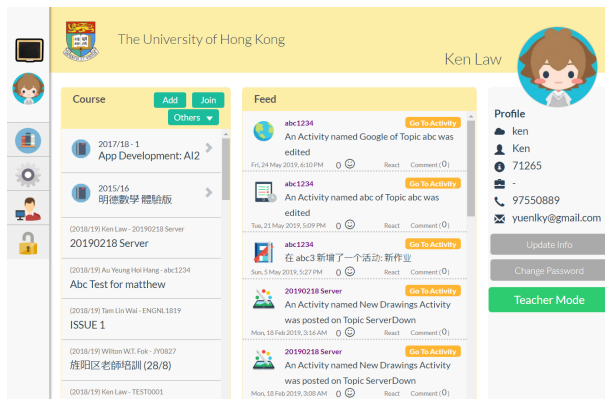 The University of Hong Kong
Ken Law
Course
Add
Join
Others
2017/18 - 1
App Development: AI2
2015/16
明德數學 體驗版
(2018/19) Ken Law - 20190218 Server
20190218 Server
(2018/19) Au Yeung Hoi Hang - abc1234
Abc Test for matthew
(2018/19) Tam Lin Wai - ENGNL1819
ISSUE 1
(2018/19) Wilton W.T. Fok - JY0827
旌阳区老師培訓 (28/8)
(2018/19) Ken Law - TEST0001
Feed
abc1234
Go To Activity
An Activity named Google of Topic abc was
edited
Fri, 24 May 2019, 6:10 PM 0 React Comment (0)
abc1234
Go To Activity
An Activity named abc of Topic abc was
edited
Tue, 21 May 2019, 5:09 PM 0 React Comment (0)
abc1234
Go To Activity
在 abc3 新增了一个活动: 新作业
Sun, 5 May 2019, 5:27 PM 0 React Comment (0)
20190218 Server
Go To Activity
An Activity named New Drawings Activity
was posted on Topic ServerDown
Mon, 18 Feb 2019, 3:16 AM 0 React Comment (0)
20190218 Server
Go To Activity
An Activity named New Drawings Activity
was posted on Topic ServerDown
Mon, 18 Feb 2019, 3:08 AM 0 React Comment (0)
Profile
ken
Ken
71265
-
97550889
yuenlky@gmail.com
Update Info
Change Password
Teacher Mode